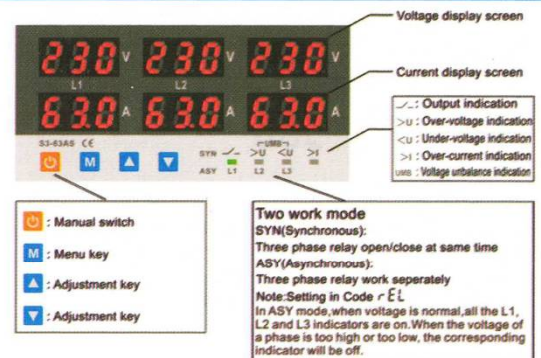 Voltage display screen
230 V 230 V 230 V
L1 L2 L3
Current display screen
63.0 A 63.0 A 63.0 A
S3-63AS CE
M
UMB
SYN >U <U >I
ASY L1 L2 L3
: Output indication
>U : Over-voltage indication
<U : Under-voltage indication
>I : Over-current indication
UMB : Voltage unbalance indication
: Manual switch
M : Menu key
: Adjustment key
: Adjustment key
Two work mode
SYN(Synchronous):
Three phase relay open/close at same time
ASY(Asynchronous):
Three phase relay work seperately
Note:Setting in Code rEL
In ASY mode,when voltage is normal,all the L1,
L2 and L3 indicators are on.When the voltage of
a phase is too high or too low, the corresponding
indicator will be off.